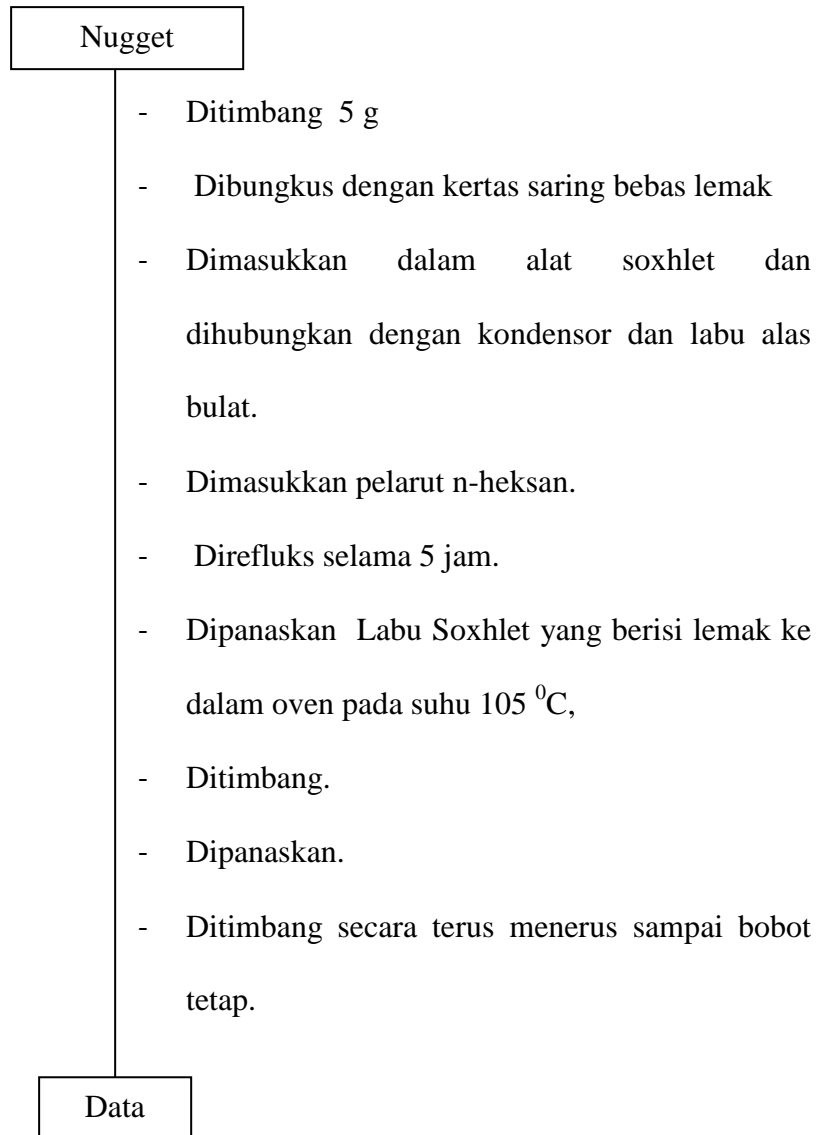 Nugget
- Ditimbang 5 g
- Dibungkus dengan kertas saring bebas lemak
- Dimasukkan dalam alat soxhlet dan
dihubungkan dengan kondensor dan labu alas
bulat.
- Dimasukkan pelarut n-heksan.
- Direfluks selama 5 jam.
- Dipanaskan Labu Soxhlet yang berisi lemak ke
dalam oven pada suhu 105 ⁰C,
- Ditimbang.
- Dipanaskan.
- Ditimbang secara terus menerus sampai bobot
tetap.
Data